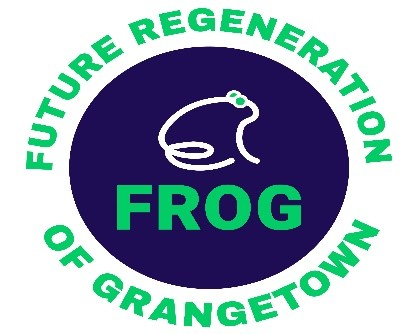 FUTURE REGENERATION
FROG
OF GRANGETOWN